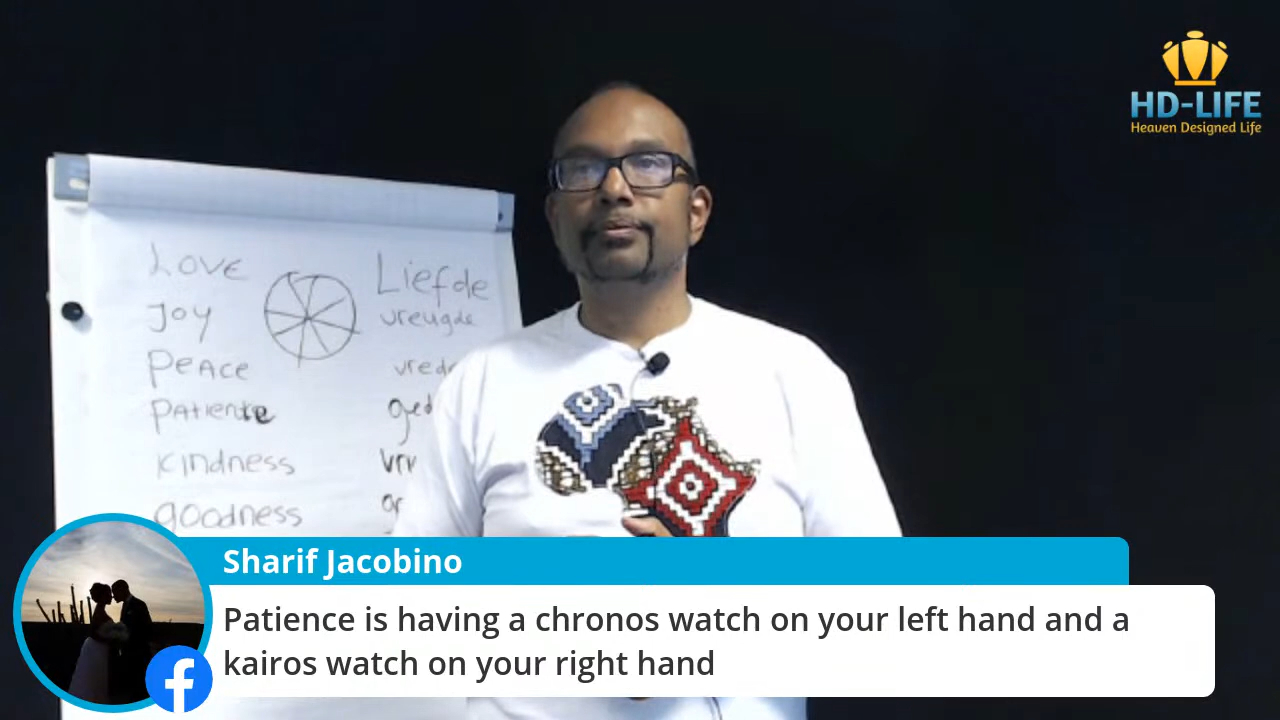 HD-LIFE
Heaven Designed Life
Love Liefde
Joy vreugde
Peace
Patience
kindness
goodness
Sharif Jacobino
Patience is having a chronos watch on your left hand and a
kairos watch on your right hand